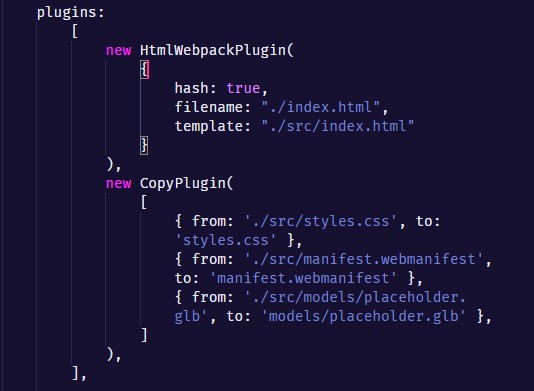 plugins:
[
new HtmlWebpackPlugin(
{
hash: true,
filename: "./index.html",
template: "./src/index.html"
}
),
new CopyPlugin(
[
{ from: './src/styles.css', to:
'styles.css' },
{ from: './src/manifest.webmanifest',
to: 'manifest.webmanifest' },
{ from: './src/models/placeholder.
glb', to: 'models/placeholder.glb' },
]
),
],